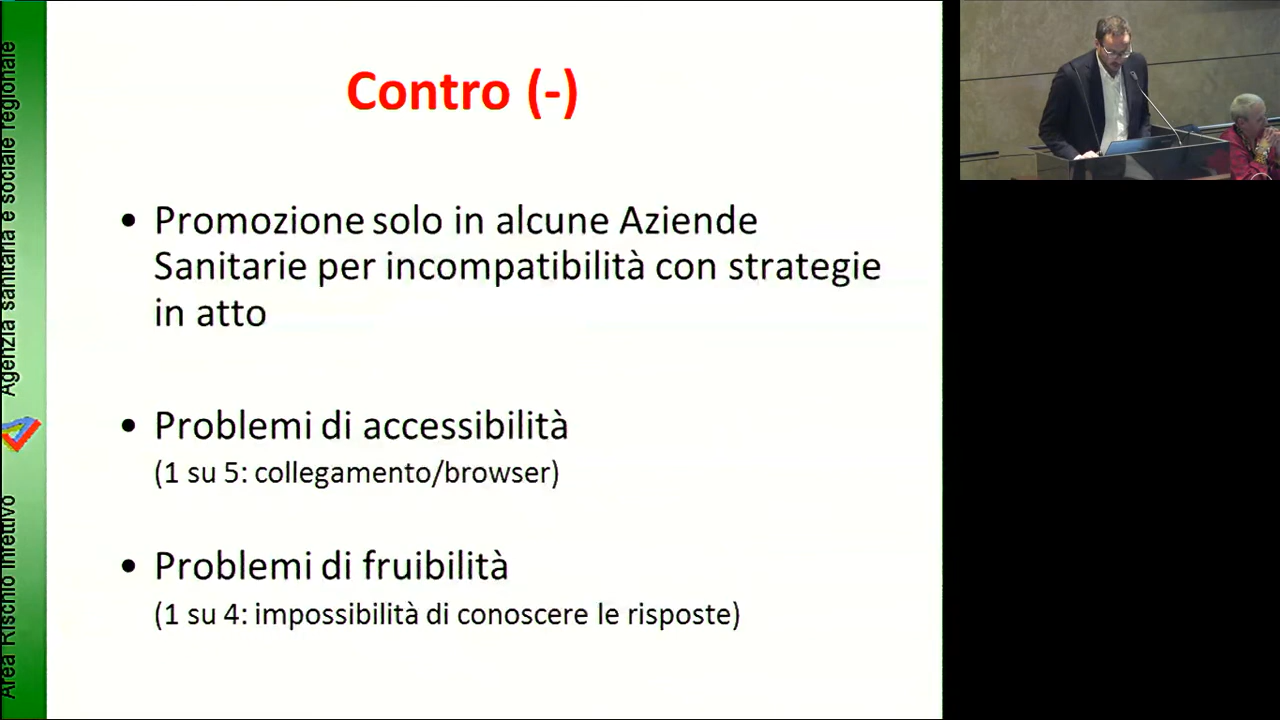 Contro (-)
• Promozione solo in alcune Aziende
Sanitarie per incompatibilità con strategie
in atto
• Problemi di accessibilità
(1 su 5: collegamento/browser)
• Problemi di fruibilità
(1 su 4: impossibilità di conoscere le risposte)
Agenzia sanitaria e sociale regionale
Area Rischio Infettivo